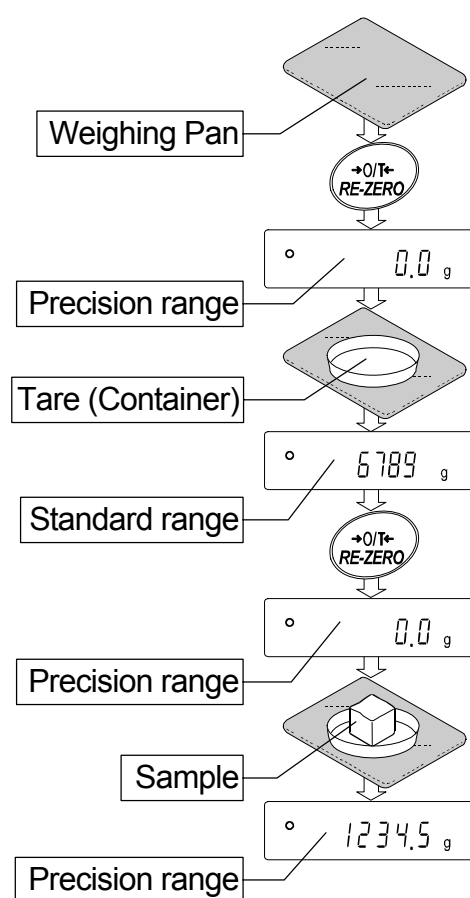 Weighing Pan
→0/T←
RE-ZERO
0.0 g
Precision range
Tare (Container)
6789 g
Standard range
→0/T←
RE-ZERO
0.0 g
Precision range
Sample
1234.5 g
Precision range